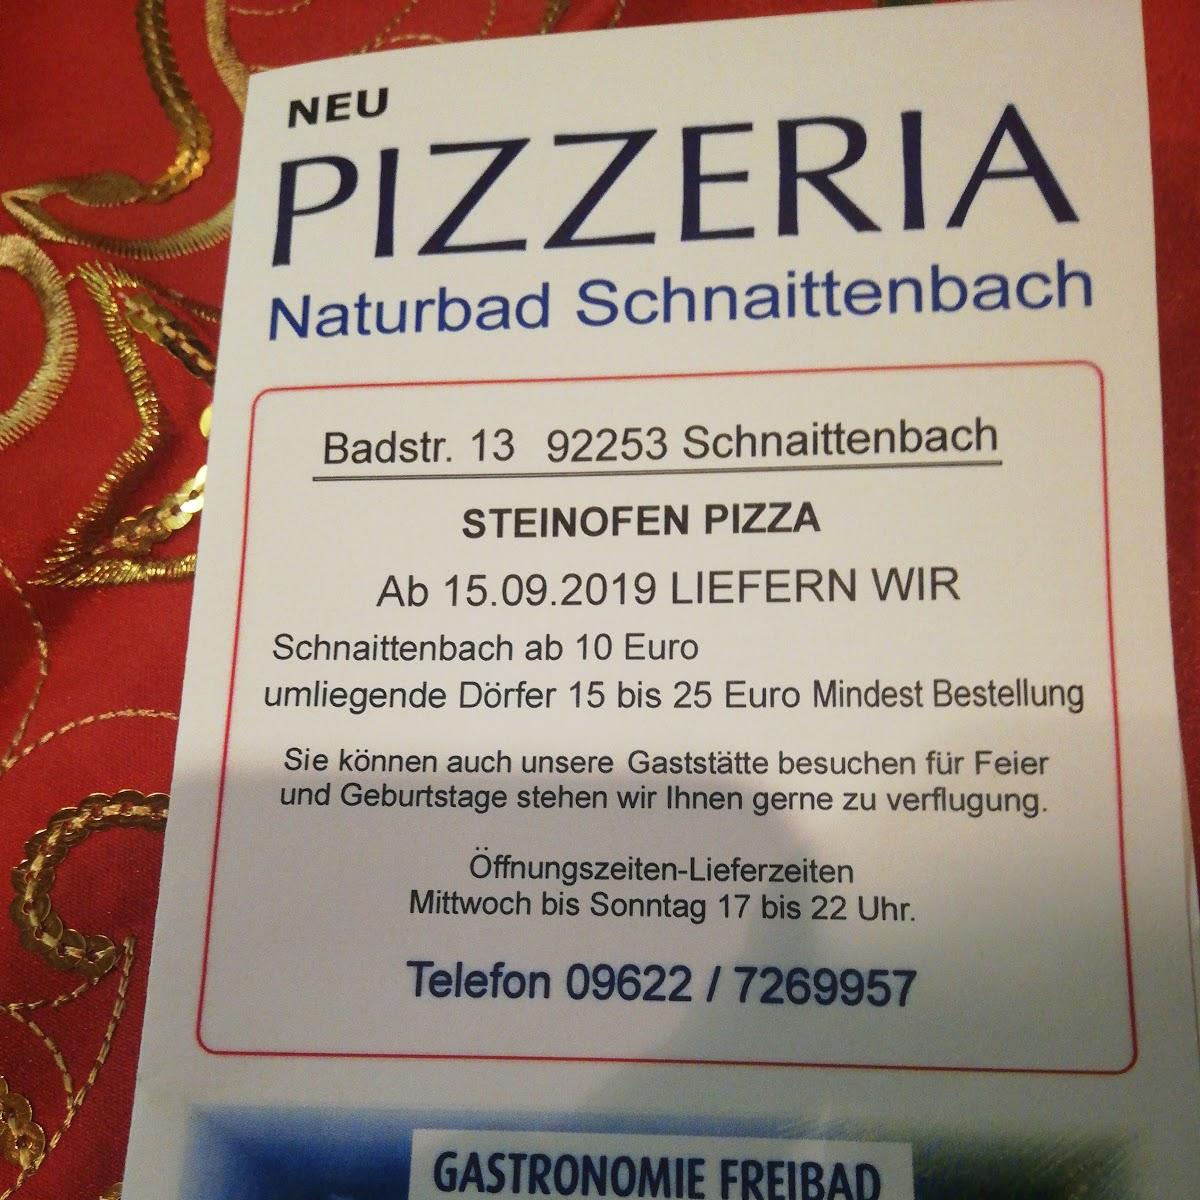 NEU
PIZZERIA
Naturbad Schnaittenbach
Badstr. 13 92253 Schnaittenbach
STEINOFEN PIZZA
Ab 15.09.2019 LIEFERN WIR
Schnaittenbach ab 10 Euro
umliegende Dörfer 15 bis 25 Euro Mindest Bestellung
Sie können auch unsere Gaststätte besuchen für Feier
und Geburtstage stehen wir Ihnen gerne zu verflugung.
Öffnungszeiten-Lieferzeiten
Mittwoch bis Sonntag 17 bis 22 Uhr.
Telefon 09622 / 7269957
GASTRONOMIE FREIBAD